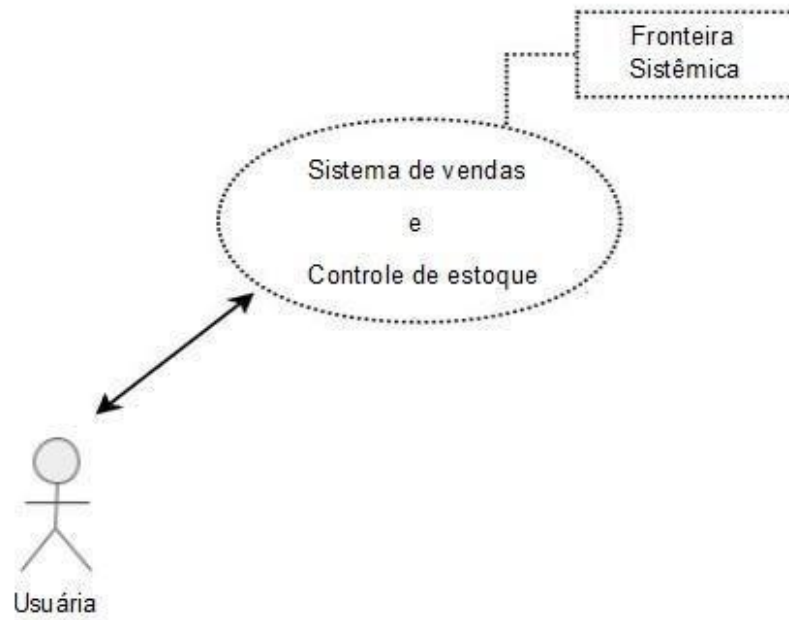 Fronteira
Sistêmica
Sistema de vendas
e
Controle de estoque
Usuária